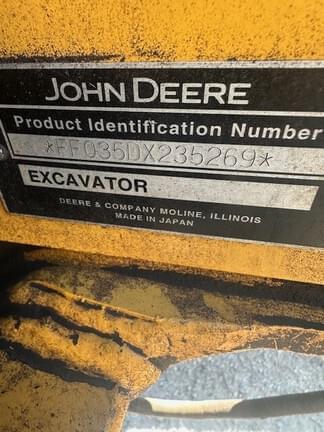 JOHN DEERE
Product Identification Number
*FF035DX235269*
EXCAVATOR
DEERE & COMPANY MOLINE, ILLINOIS
MADE IN JAPAN